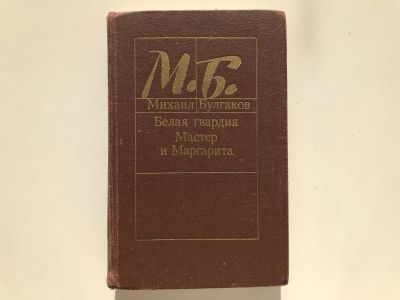 М.Б.
Михаил Булгаков
Белая гвардия
Мастер
и Маргарита